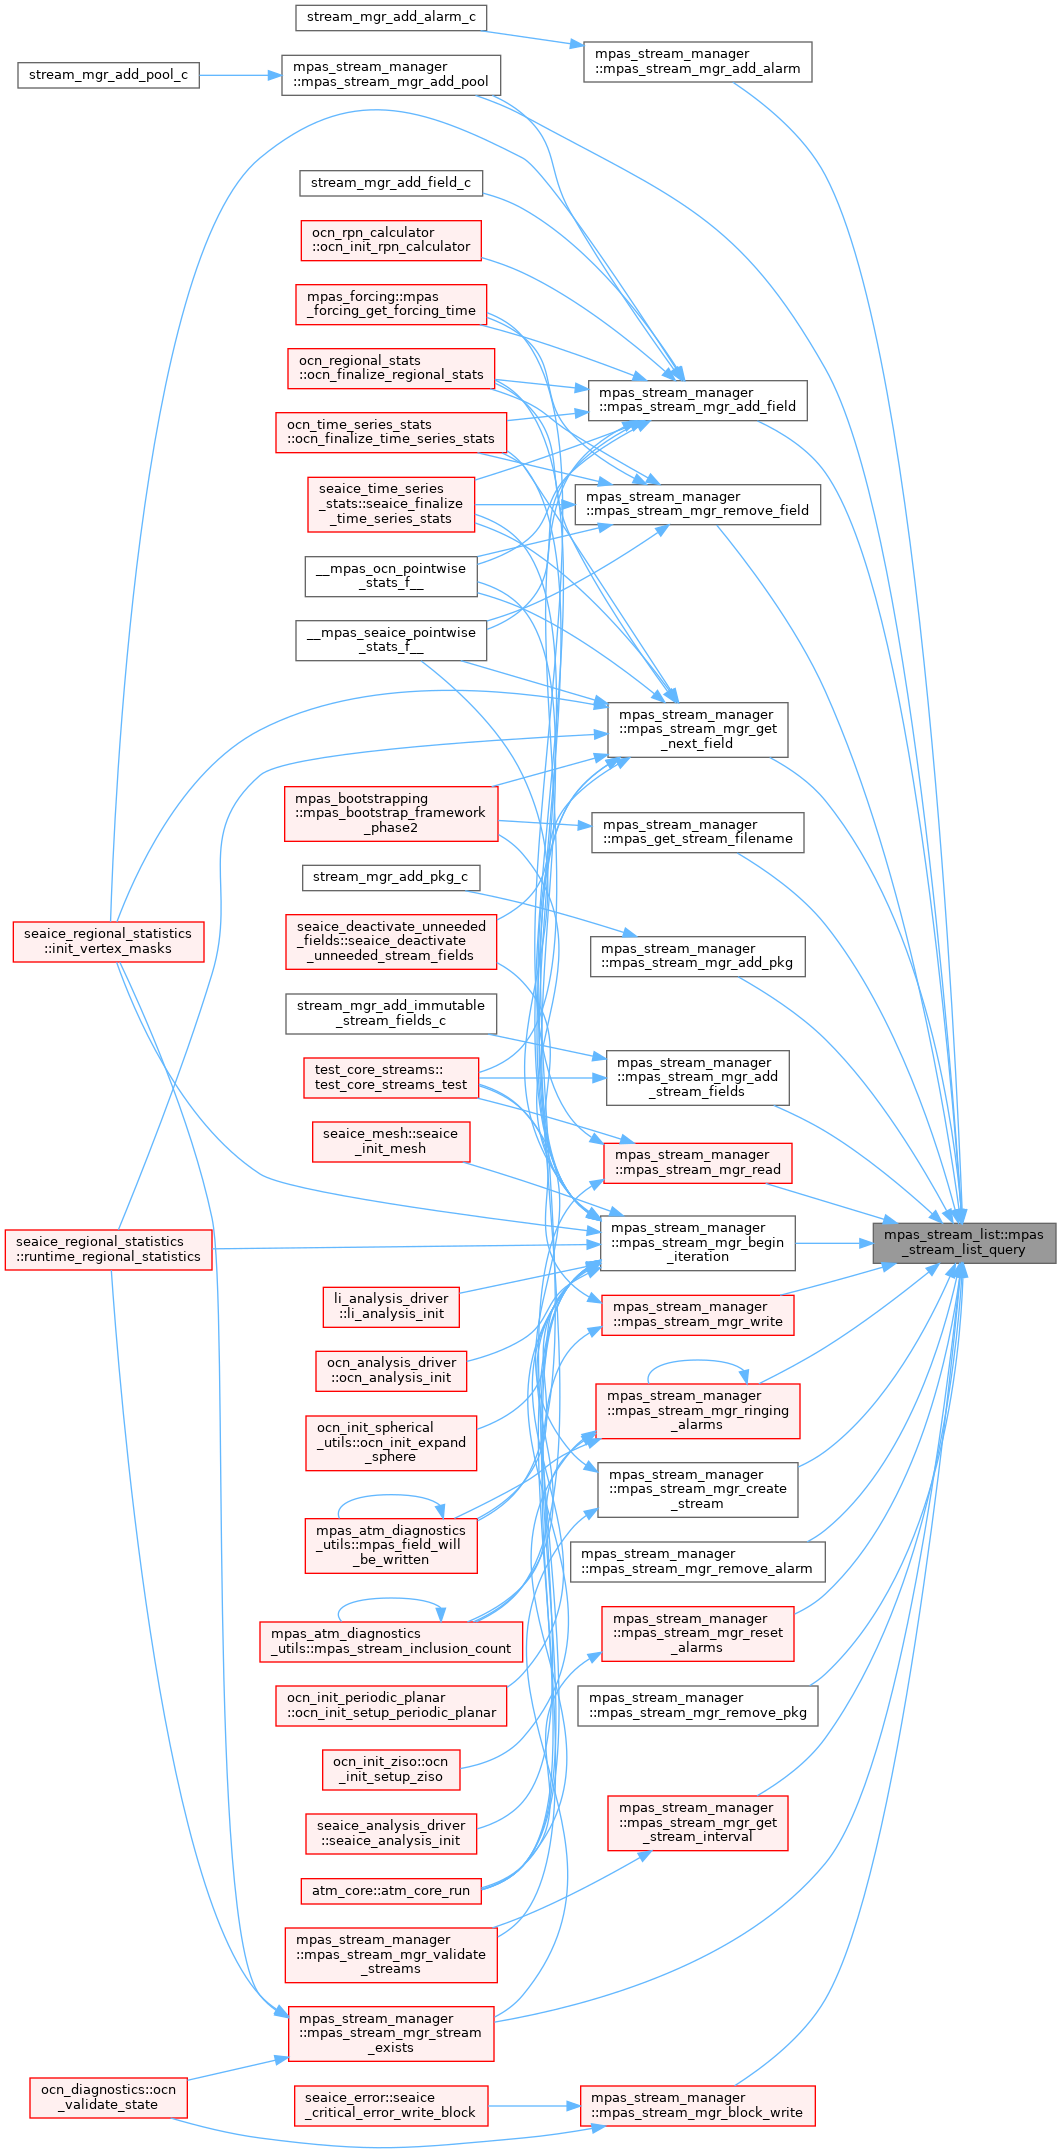 stream_mgr_add_alarm_c
mpas_stream_manager
::mpas_stream_mgr_add_alarm
stream_mgr_add_pool_c
mpas_stream_manager
::mpas_stream_mgr_add_pool
stream_mgr_add_field_c
ocn_rpn_calculator
::ocn_init_rpn_calculator
mpas_forcing::mpas
_forcing_get_forcing_time
ocn_regional_stats
::ocn_finalize_regional_stats
mpas_stream_manager
::mpas_stream_mgr_add_field
ocn_time_series_stats
::ocn_finalize_time_series_stats
seaice_time_series
_stats::seaice_finalize
_time_series_stats
mpas_stream_manager
::mpas_stream_mgr_remove_field
__mpas_ocn_pointwise
_stats_f__
__mpas_seaice_pointwise
_stats_f__
mpas_stream_manager
::mpas_stream_mgr_get
_next_field
mpas_bootstrapping
::mpas_bootstrap_framework
_phase2
mpas_stream_manager
::mpas_get_stream_filename
stream_mgr_add_pkg_c
seaice_regional_statistics
::init_vertex_masks
seaice_deactivate_unneeded
_fields::seaice_deactivate
_unneeded_stream_fields
mpas_stream_manager
::mpas_stream_mgr_add_pkg
stream_mgr_add_immutable
_stream_fields_c
test_core_streams::
test_core_streams_test
mpas_stream_manager
::mpas_stream_mgr_add
_stream_fields
seaice_mesh::seaice
_init_mesh
mpas_stream_manager
::mpas_stream_mgr_read
seaice_regional_statistics
::runtime_regional_statistics
mpas_stream_manager
::mpas_stream_mgr_begin
_iteration
mpas_stream_list::mpas
_stream_list_query
li_analysis_driver
::li_analysis_init
mpas_stream_manager
::mpas_stream_mgr_write
ocn_analysis_driver
::ocn_analysis_init
mpas_stream_manager
::mpas_stream_mgr_ringing
_alarms
ocn_init_spherical
_utils::ocn_init_expand
_sphere
mpas_stream_manager
::mpas_stream_mgr_create
_stream
mpas_atm_diagnostics
_utils::mpas_field_will
_be_written
mpas_stream_manager
::mpas_stream_mgr_remove_alarm
mpas_atm_diagnostics
_utils::mpas_stream_inclusion_count
mpas_stream_manager
::mpas_stream_mgr_reset
_alarms
ocn_init_periodic_planar
::ocn_init_setup_periodic_planar
mpas_stream_manager
::mpas_stream_mgr_remove_pkg
ocn_init_ziso::ocn
_init_setup_ziso
seaice_analysis_driver
::seaice_analysis_init
mpas_stream_manager
::mpas_stream_mgr_get
_stream_interval
atm_core::atm_core_run
mpas_stream_manager
::mpas_stream_mgr_validate
_streams
mpas_stream_manager
::mpas_stream_mgr_stream
_exists
ocn_diagnostics::ocn
_validate_state
seaice_error::seaice
_critical_error_write_block
mpas_stream_manager
::mpas_stream_mgr_block_write